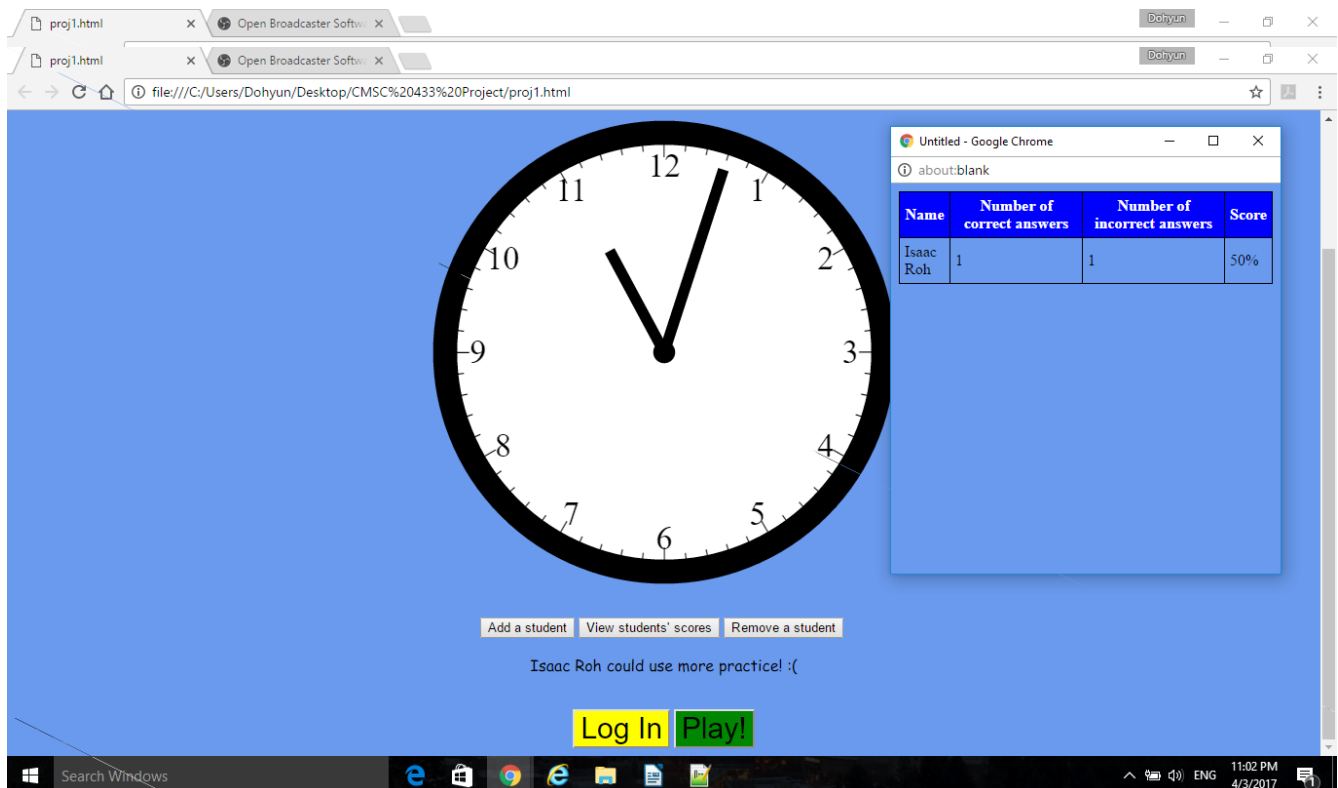 proj1.html
Open Broadcaster Softw
Dohyun
proj1.html
Open Broadcaster Softw
Dohyun
file:///C:/Users/Dohyun/Desktop/CMSC%20433%20Project/proj1.html
12
1
2
3
4
5
6
7
8
9
10
11
Untitled - Google Chrome
about:blank
Name Number of correct answers Number of incorrect answers Score
Isaac Roh 1 1 50%
Add a student View students' scores Remove a student
Isaac Roh could use more practice! :(
Log In Play!
Search Windows
ENG
11:02 PM
4/3/2017
1